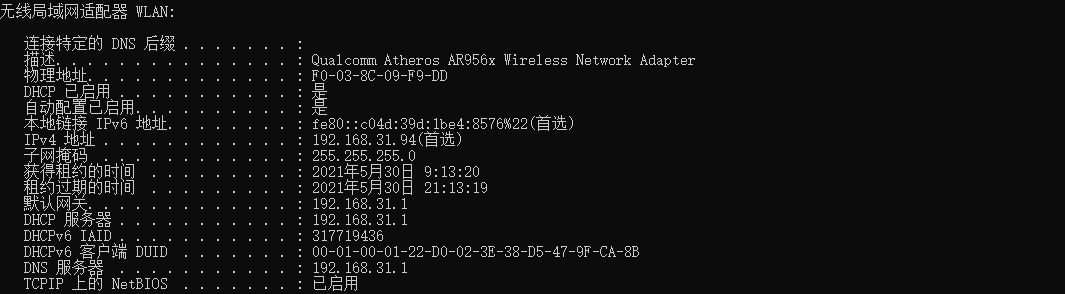 无线局域网适配器 WLAN:
连接特定的 DNS 后缀 . . . . . . . :
描述. . . . . . . . . . . . . . . : Qualcomm Atheros AR956x Wireless Network Adapter
物理地址. . . . . . . . . . . . . : F0-03-8C-09-F9-DD
DHCP 已启用 . . . . . . . . . . . : 是
自动配置已启用. . . . . . . . . . : 是
本地链接 IPv6 地址. . . . . . . . : fe80::c04d:39d:1be4:8576%22(首选)
IPv4 地址 . . . . . . . . . . . . : 192.168.31.94(首选)
子网掩码  . . . . . . . . . . . . : 255.255.255.0
获得租约的时间  . . . . . . . . . : 2021年5月30日 9:13:20
租约过期的时间  . . . . . . . . . : 2021年5月30日 21:13:19
默认网关. . . . . . . . . . . . . : 192.168.31.1
DHCP 服务器 . . . . . . . . . . . : 192.168.31.1
DHCPv6 IAID . . . . . . . . . . . : 317719436
DHCPv6 客户端 DUID  . . . . . . . : 00-01-00-01-22-D0-02-3E-38-D5-47-9F-CA-8B
DNS 服务器  . . . . . . . . . . . : 192.168.31.1
TCPIP 上的 NetBIOS  . . . . . . . : 已启用